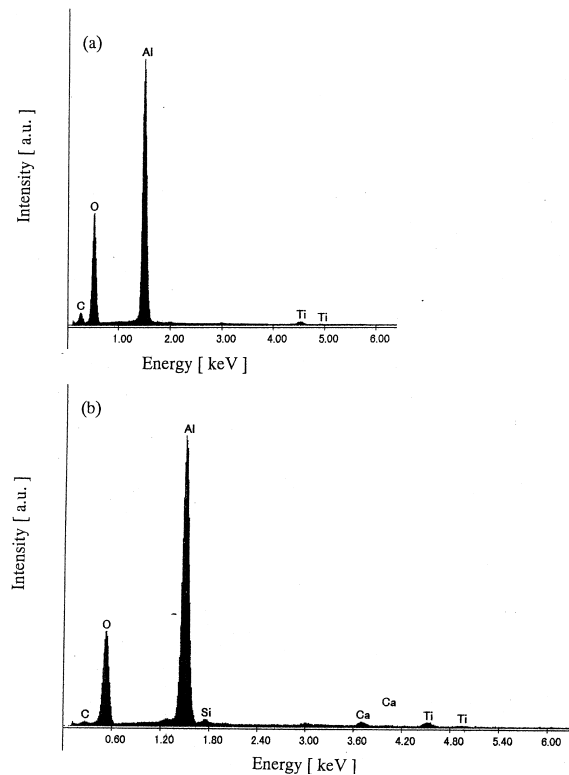 (a)
Al
Intensity [ a.u. ]
O
C
Ti Ti
1.00 2.00 3.00 4.00 5.00 6.00
Energy [ keV ]
(b)
Al
Intensity [ a.u. ]
O
Ca
C Si Ca Ti Ti
0.60 1.20 1.80 2.40 3.00 3.60 4.20 4.80 5.40 6.00
Energy [ keV ]